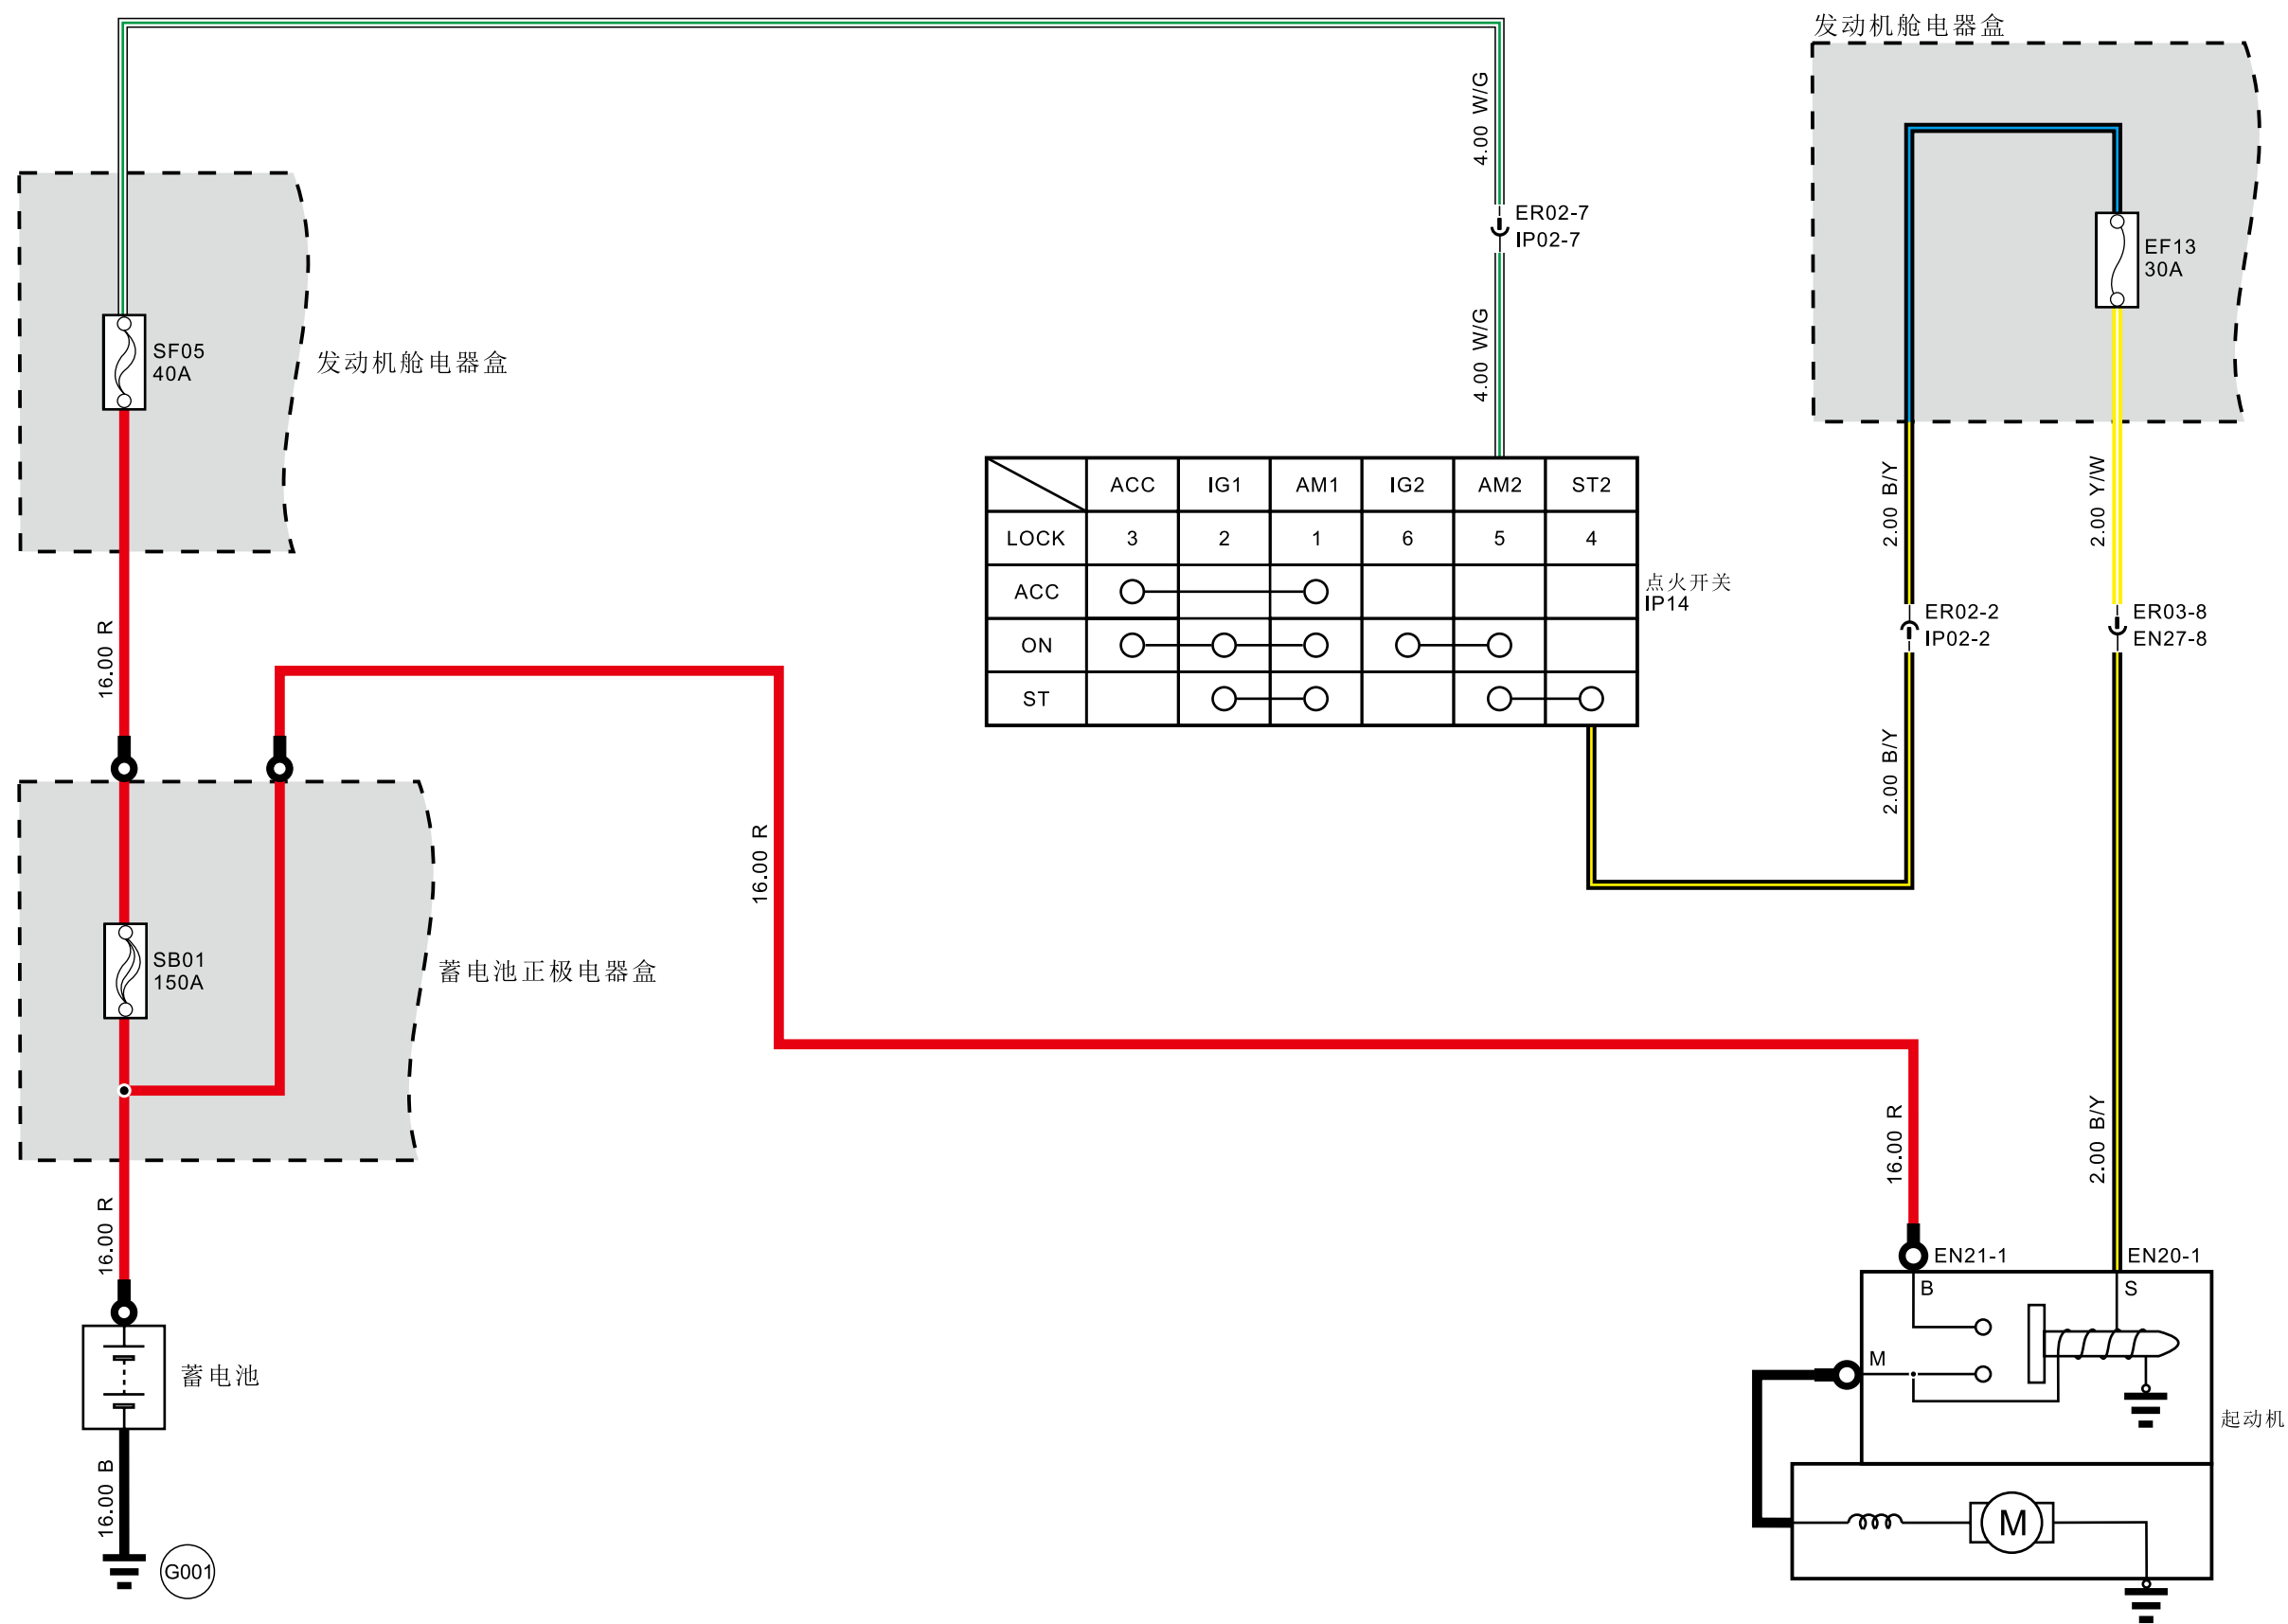 发动机舱电器盒
4.00 W/G
ER02-7
IP02-7
EF13
30A
SF05
40A
发动机舱电器盒
4.00 W/G
2.00 B/Y
2.00 Y/W
ACC IG1 AM1 IG2 AM2 ST2
LOCK 3 2 1 6 5 4
ACC
ON
ST
点火开关
IP14
ER02-2
IP02-2
ER03-8
EN27-8
16.00 R
2.00 B/Y
16.00 R
SB01
150A
蓄电池正极电器盒
16.00 R
2.00 B/Y
16.00 R
EN21-1
EN20-1
B
S
M
蓄电池
起动机
16.00 B
M
G001